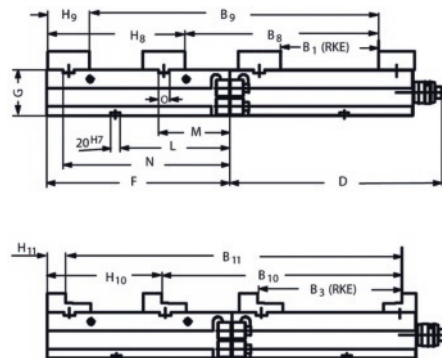 H9 B9
H8 B8
B1 (RKE)
G
O
M
20H7 L
N
F D
H11 B11
H10 B10
B3 (RKE)